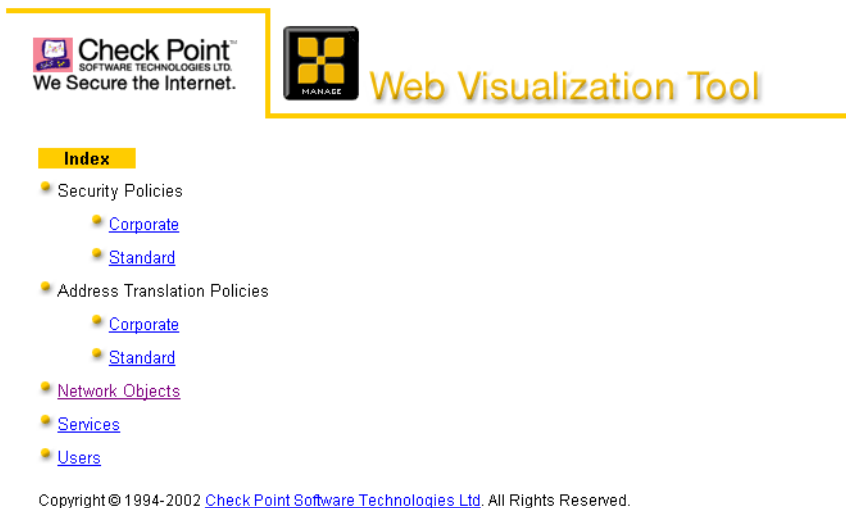 Check Point™
SOFTWARE TECHNOLOGIES LTD.
We Secure the Internet.
MANAGE
Web Visualization Tool
Index
Security Policies
Corporate
Standard
Address Translation Policies
Corporate
Standard
Network Objects
Services
Users
Copyright © 1994-2002 Check Point Software Technologies Ltd. All Rights Reserved.